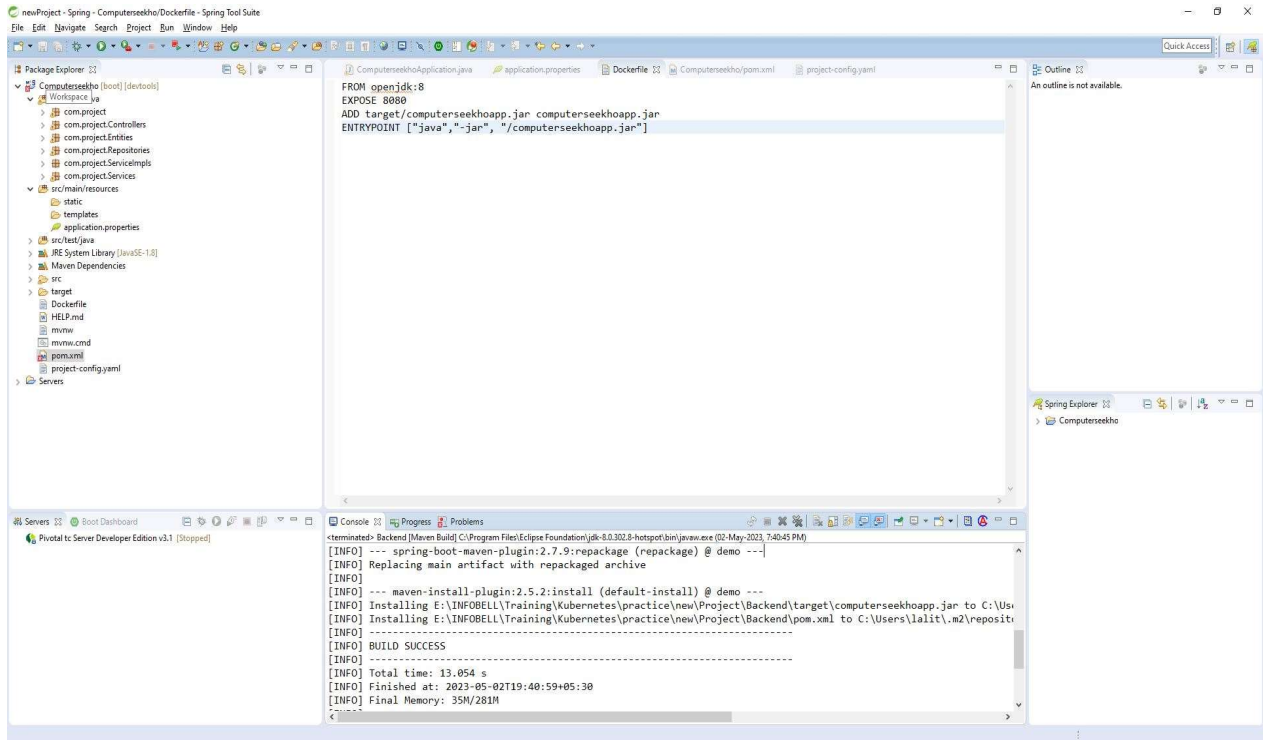 newProject - Spring - Computerseekho/Dockerfile - Spring Tool Suite
File Edit Navigate Search Project Run Window Help
Quick Access
Package Explorer
Computerseekho [boot] [devtools]
Workspace va
com.project
com.project.Controllers
com.project.Entities
com.project.Repositories
com.project.ServiceImpls
com.project.Services
src/main/resources
static
templates
application.properties
src/test/java
JRE System Library [JavaSE-1.8]
Maven Dependencies
src
target
Dockerfile
HELP.md
mvnw
mvnw.cmd
pom.xml
project-config.yaml
Servers
ComputerseekhoApplication.java application.properties Dockerfile Computerseekho/pom.xml project-config.yaml
FROM openjdk:8
EXPOSE 8080
ADD target/computerseekhoapp.jar computerseekhoapp.jar
ENTRYPOINT ["java","-jar", "/computerseekhoapp.jar"]
Outline
An outline is not available.
Spring Explorer
Computerseekho
Servers Boot Dashboard
Pivotal tc Server Developer Edition v3.1 [Stopped]
Console Progress Problems
<terminated> Backend [Maven Build] C:\Program Files\Eclipse Foundation\jdk-8.0.302.8-hotspot\bin\javaw.exe (02-May-2023, 7:40:45 PM)
[INFO] --- spring-boot-maven-plugin:2.7.9:repackage (repackage) @ demo ---
[INFO] Replacing main artifact with repackaged archive
[INFO]
[INFO] --- maven-install-plugin:2.5.2:install (default-install) @ demo ---
[INFO] Installing E:\INFOBELL\Training\Kubernetes\practice\new\Project\Backend\target\computerseekhoapp.jar to C:\Use
[INFO] Installing E:\INFOBELL\Training\Kubernetes\practice\new\Project\Backend\pom.xml to C:\Users\lalit\.m2\reposito
[INFO] ------------------------------------------------------------------------
[INFO] BUILD SUCCESS
[INFO] ------------------------------------------------------------------------
[INFO] Total time: 13.054 s
[INFO] Finished at: 2023-05-02T19:40:59+05:30
[INFO] Final Memory: 35M/281M